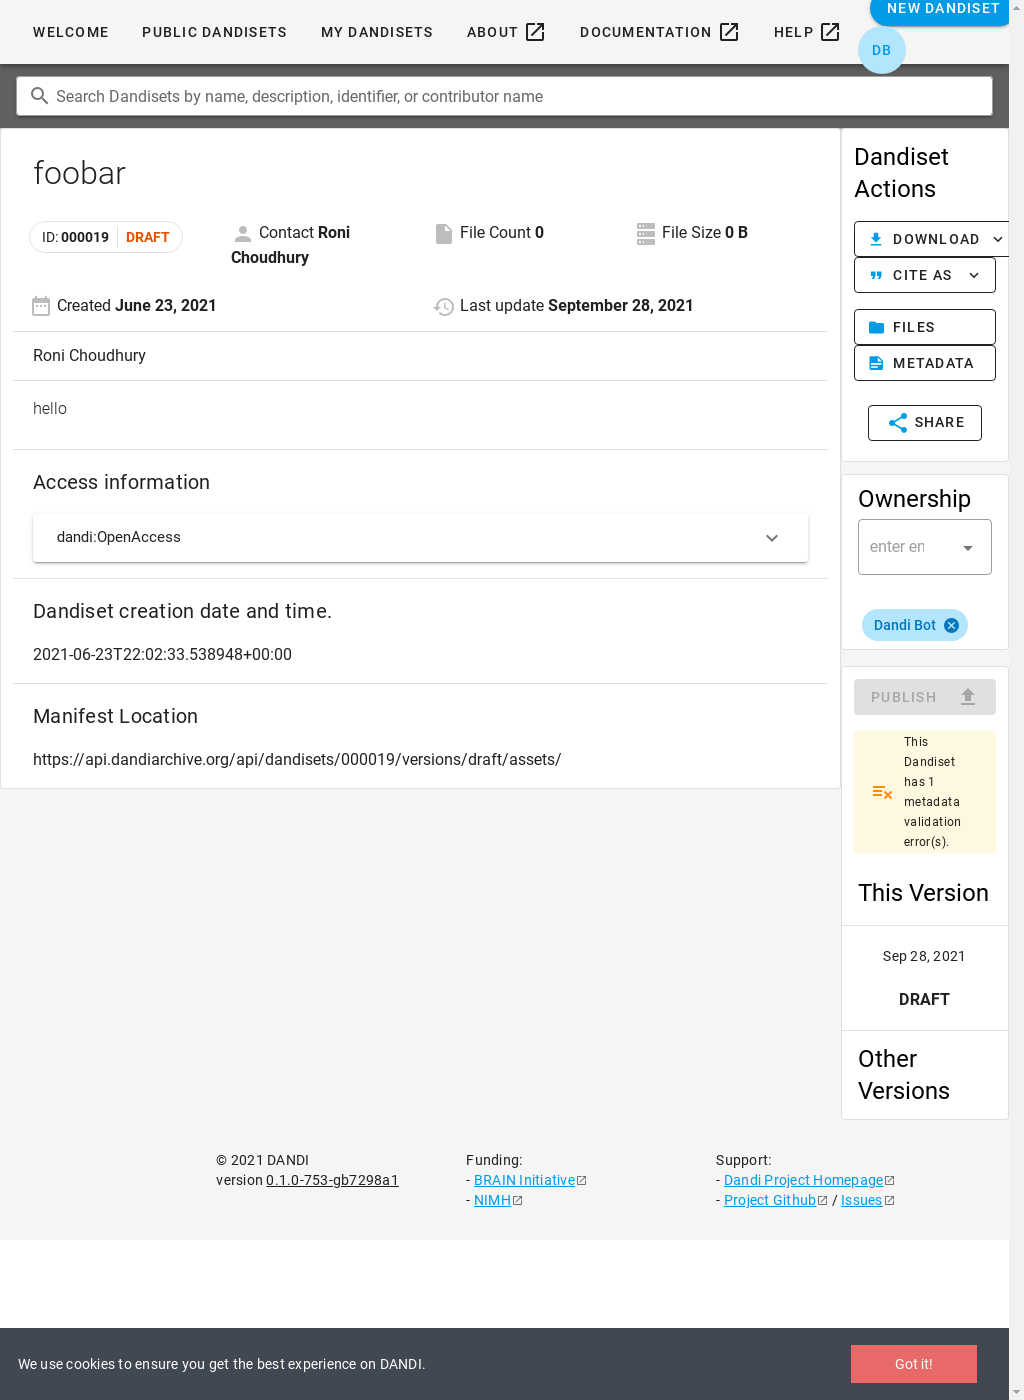 NEW DANDISET
WELCOME PUBLIC DANDISETS MY DANDISETS ABOUT DOCUMENTATION HELP
DB
Search Dandisets by name, description, identifier, or contributor name
foobar
ID: 000019 DRAFT
Contact Roni Choudhury
File Count 0
File Size 0 B
Created June 23, 2021
Last update September 28, 2021
Roni Choudhury
hello
Access information
dandi:OpenAccess
Dandiset creation date and time.
2021-06-23T22:02:33.538948+00:00
Manifest Location
https://api.dandiarchive.org/api/dandisets/000019/versions/draft/assets/
Dandiset
Actions
DOWNLOAD
CITE AS
FILES
METADATA
SHARE
Ownership
enter en
Dandi Bot
PUBLISH
This
Dandiset
has 1
metadata
validation
error(s).
This Version
Sep 28, 2021
DRAFT
Other
Versions
© 2021 DANDI
version 0.1.0-753-gb7298a1
Funding:
- BRAIN Initiative
- NIMH
Support:
- Dandi Project Homepage
- Project Github / Issues
We use cookies to ensure you get the best experience on DANDI.
Got it!